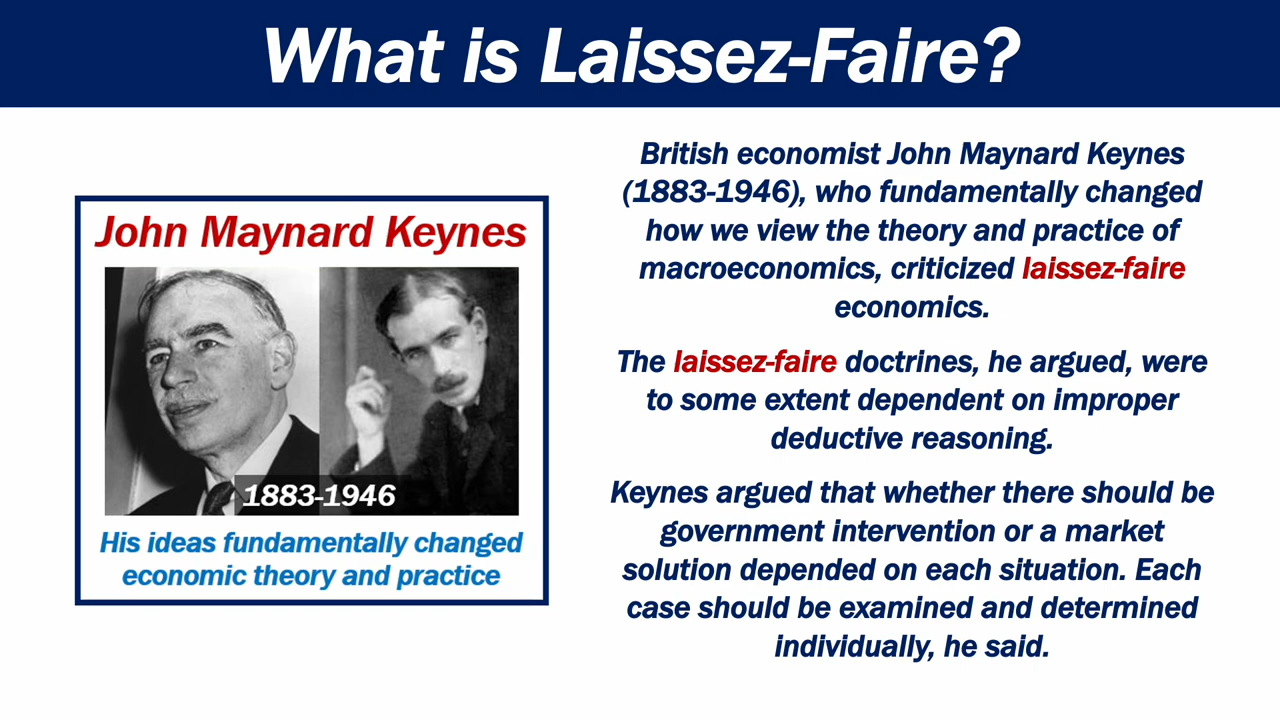 What is Laissez-Faire?
John Maynard Keynes
1883-1946
His ideas fundamentally changed
economic theory and practice
British economist John Maynard Keynes
(1883-1946), who fundamentally changed
how we view the theory and practice of
macroeconomics, criticized laissez-faire
economics.
The laissez-faire doctrines, he argued, were
to some extent dependent on improper
deductive reasoning.
Keynes argued that whether there should be
government intervention or a market
solution depended on each situation. Each
case should be examined and determined
individually, he said.